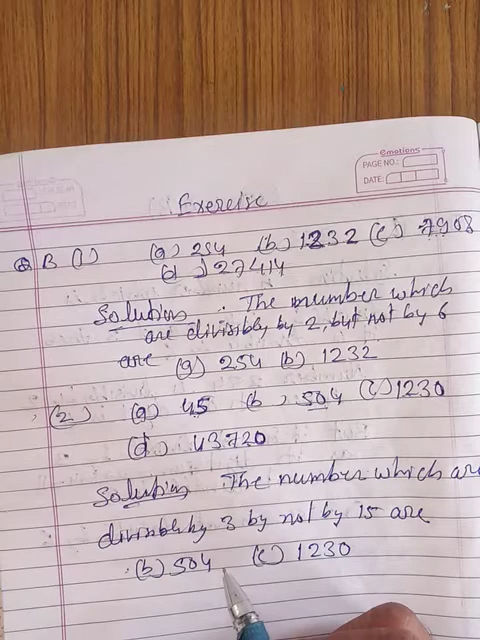 Emotions
PAGE NO.:
DATE:
Exercise
B (1) (a) 254 (b) 1232 (c) 7908
(d) 27414
Solution. The number which
are divisibly by 2, but not by 6
are (a) 254 (b) 1232
(2) (a) 45 (b) 504 (c) 1230
(d) 43720
Solution The number which are
divisible by 3 by not by 15 are
(b) 504 (c) 1230